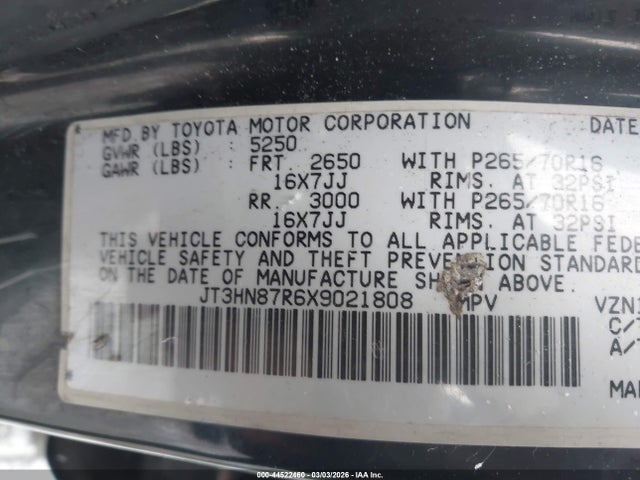 MFD. BY TOYOTA MOTOR CORPORATION DATE
GVWR (LBS) : 5250
GAWR (LBS) : FRT. 2650 WITH P265/70R16
16X7JJ RIMS. AT 32PSI
RR. 3000 WITH P265/70R16
16X7JJ RIMS. AT 32PSI
THIS VEHICLE CONFORMS TO ALL APPLICABLE FEDE
VEHICLE SAFETY AND THEFT PREVENTION STANDARD
ON THE DATE OF MANUFACTURE SH ABOVE.
JT3HN87R6X9021808 MPV VZN1
C/T
A/T
MAD
000-44522460 - 03/03/2026 - © IAA Inc.